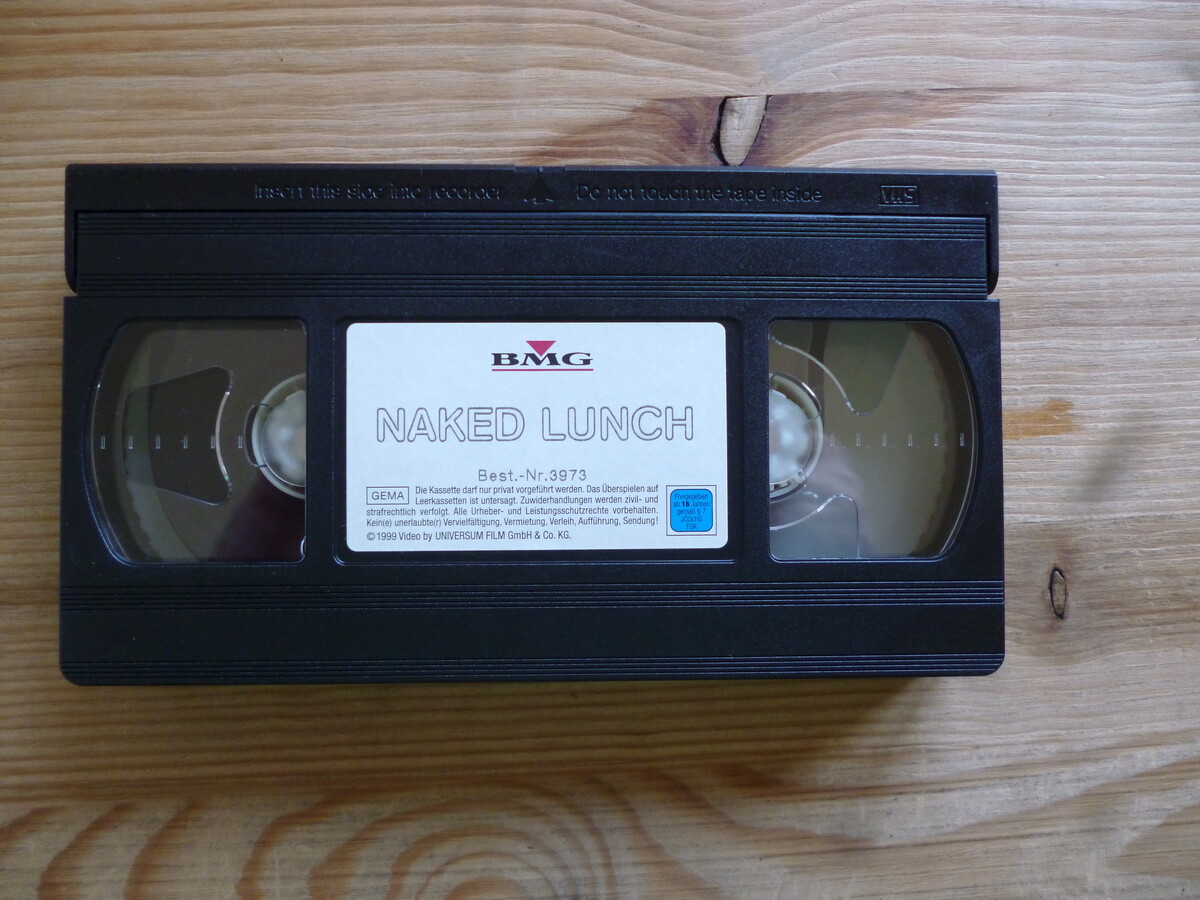 Insert this side into recorder Do not touch the tape inside VHS
BMG
NAKED LUNCH
Best.-Nr.3973
GEMA
Die Kassette darf nur privat vorgeführt werden. Das Überspielen auf
Leerkassetten ist untersagt. Zuwiderhandlungen werden zivil- und
strafrechtlich verfolgt. Alle Urheber- und Leistungsschutzrechte vorbehalten.
Kein(e) unerlaubte(r) Vervielfältigung, Vermietung, Verleih, Aufführung, Sendung!
© 1999 Video by UNIVERSUM FILM GmbH & Co. KG.
Freigegeben
ab 16 Jahren
gemäß § 7
JÖSchG
FSK